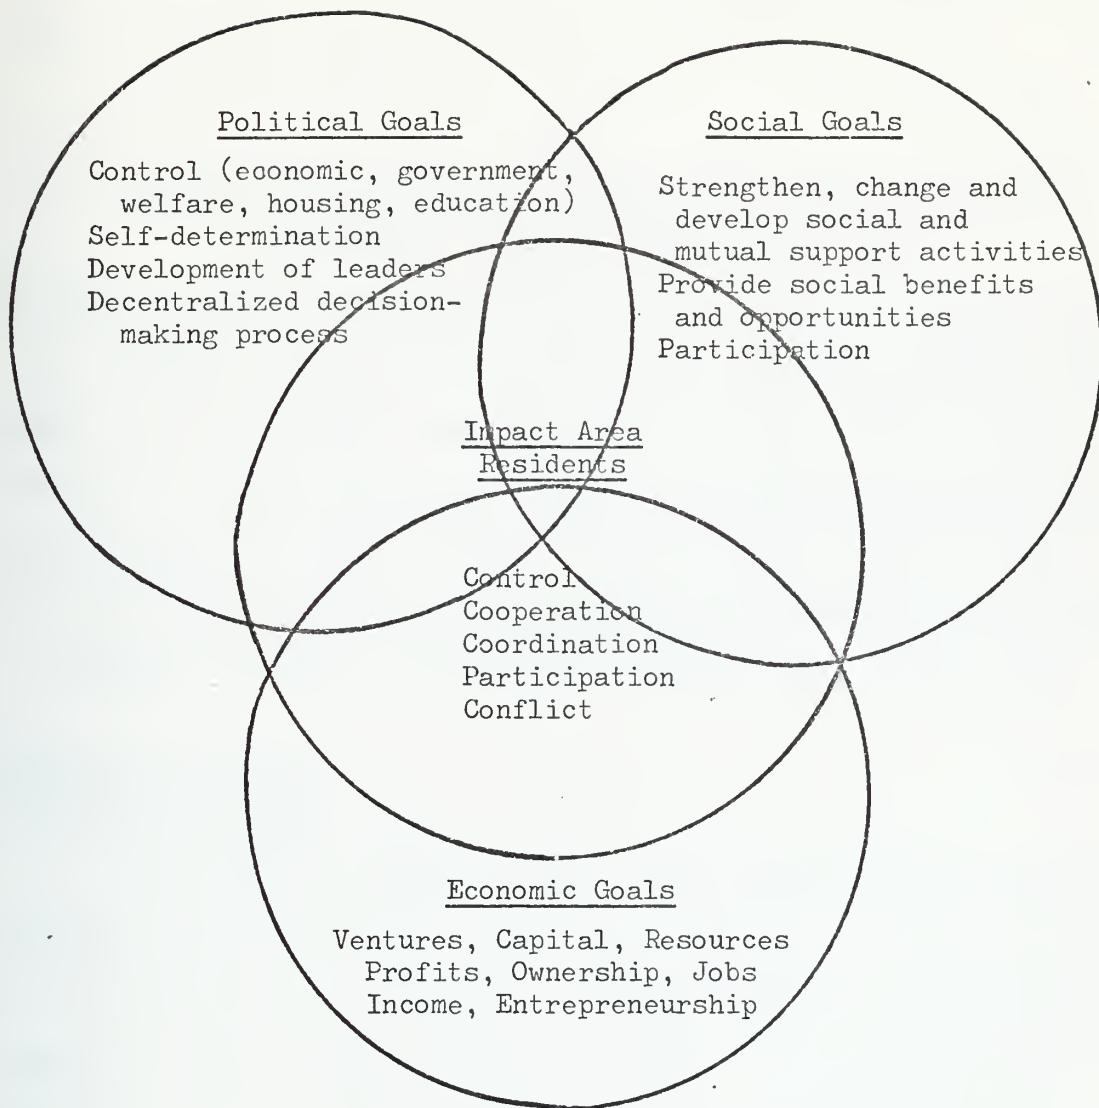 Political Goals
Control (economic, government,
welfare, housing, education)
Self-determination
Development of leaders
Decentralized decision-
making process
Social Goals
Strengthen, change and
develop social and
mutual support activities
Provide social benefits
and opportunities
Participation
Impact Area
Residents
Control
Cooperation
Coordination
Participation
Conflict
Economic Goals
Ventures, Capital, Resources
Profits, Ownership, Jobs
Income, Entrepreneurship